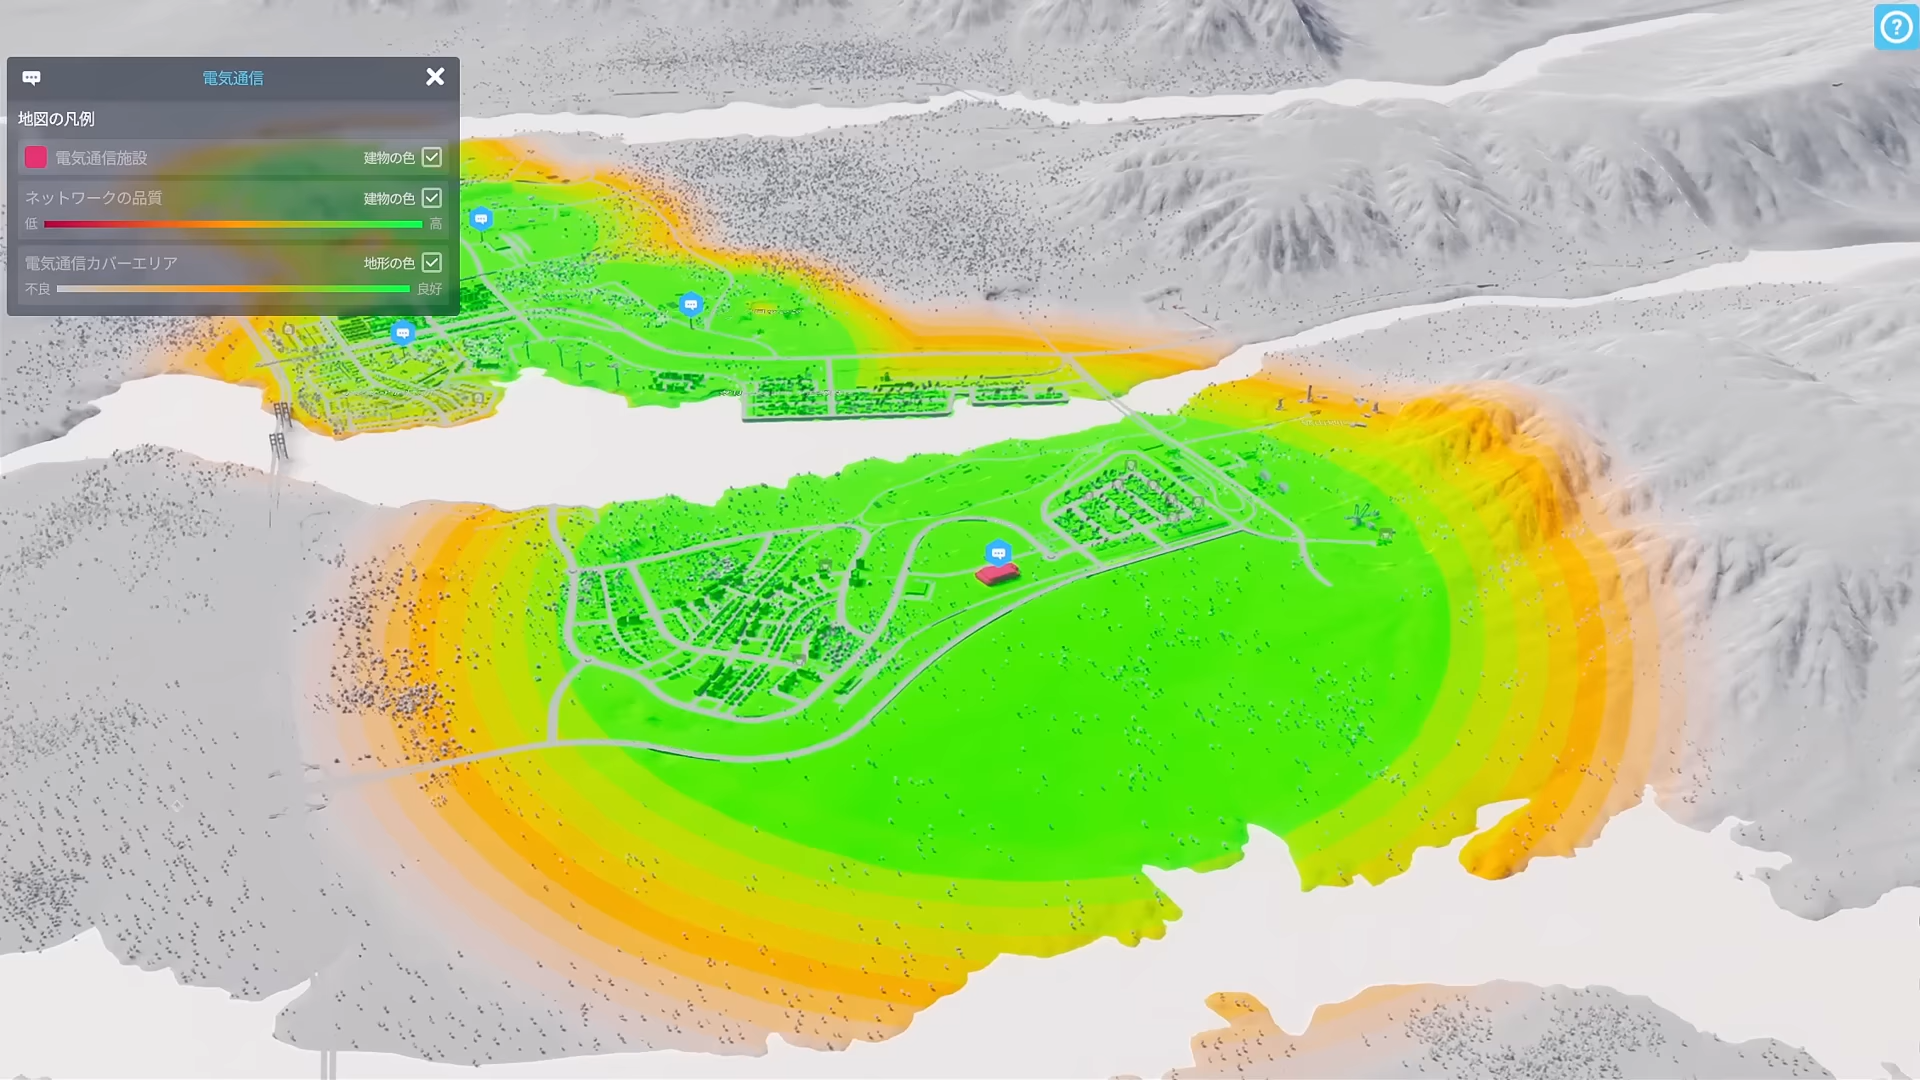 電気通信
地図の凡例
電気通信施設 建物の色
ネットワークの品質 建物の色
低 高
電気通信カバーエリア 地形の色
不良 良好
?